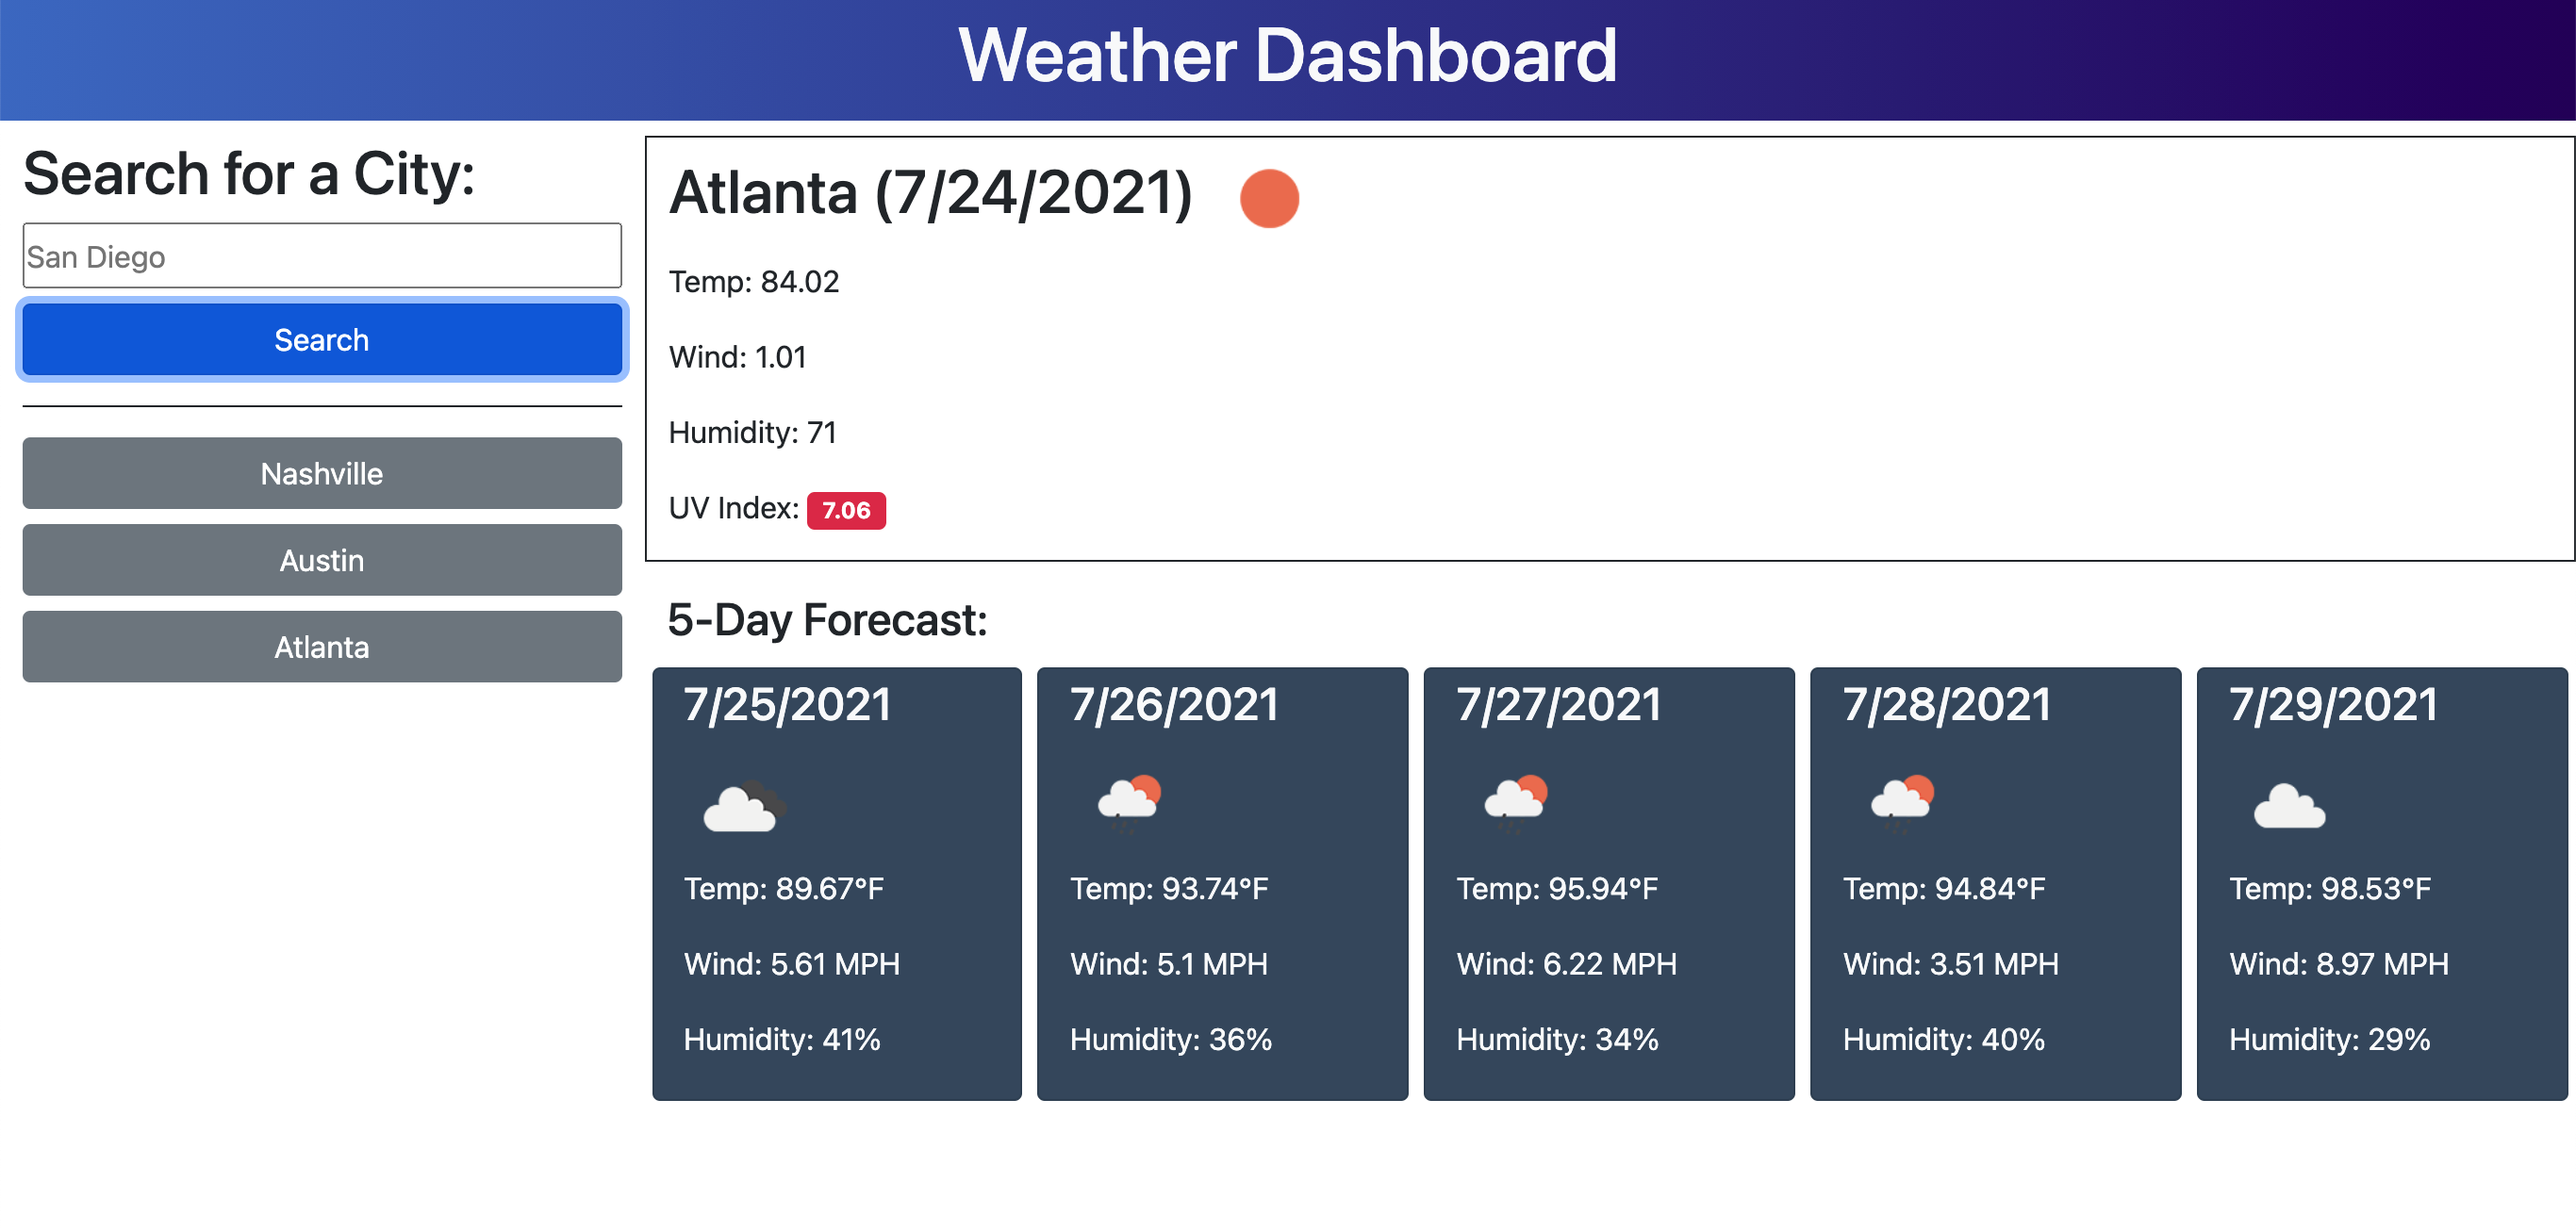 Weather Dashboard
Search for a City:
San Diego
Search
Nashville
Austin
Atlanta
Atlanta (7/24/2021)
Temp: 84.02
Wind: 1.01
Humidity: 71
UV Index: 7.06
5-Day Forecast:
7/25/2021
Temp: 89.67°F
Wind: 5.61 MPH
Humidity: 41%
7/26/2021
Temp: 93.74°F
Wind: 5.1 MPH
Humidity: 36%
7/27/2021
Temp: 95.94°F
Wind: 6.22 MPH
Humidity: 34%
7/28/2021
Temp: 94.84°F
Wind: 3.51 MPH
Humidity: 40%
7/29/2021
Temp: 98.53°F
Wind: 8.97 MPH
Humidity: 29%